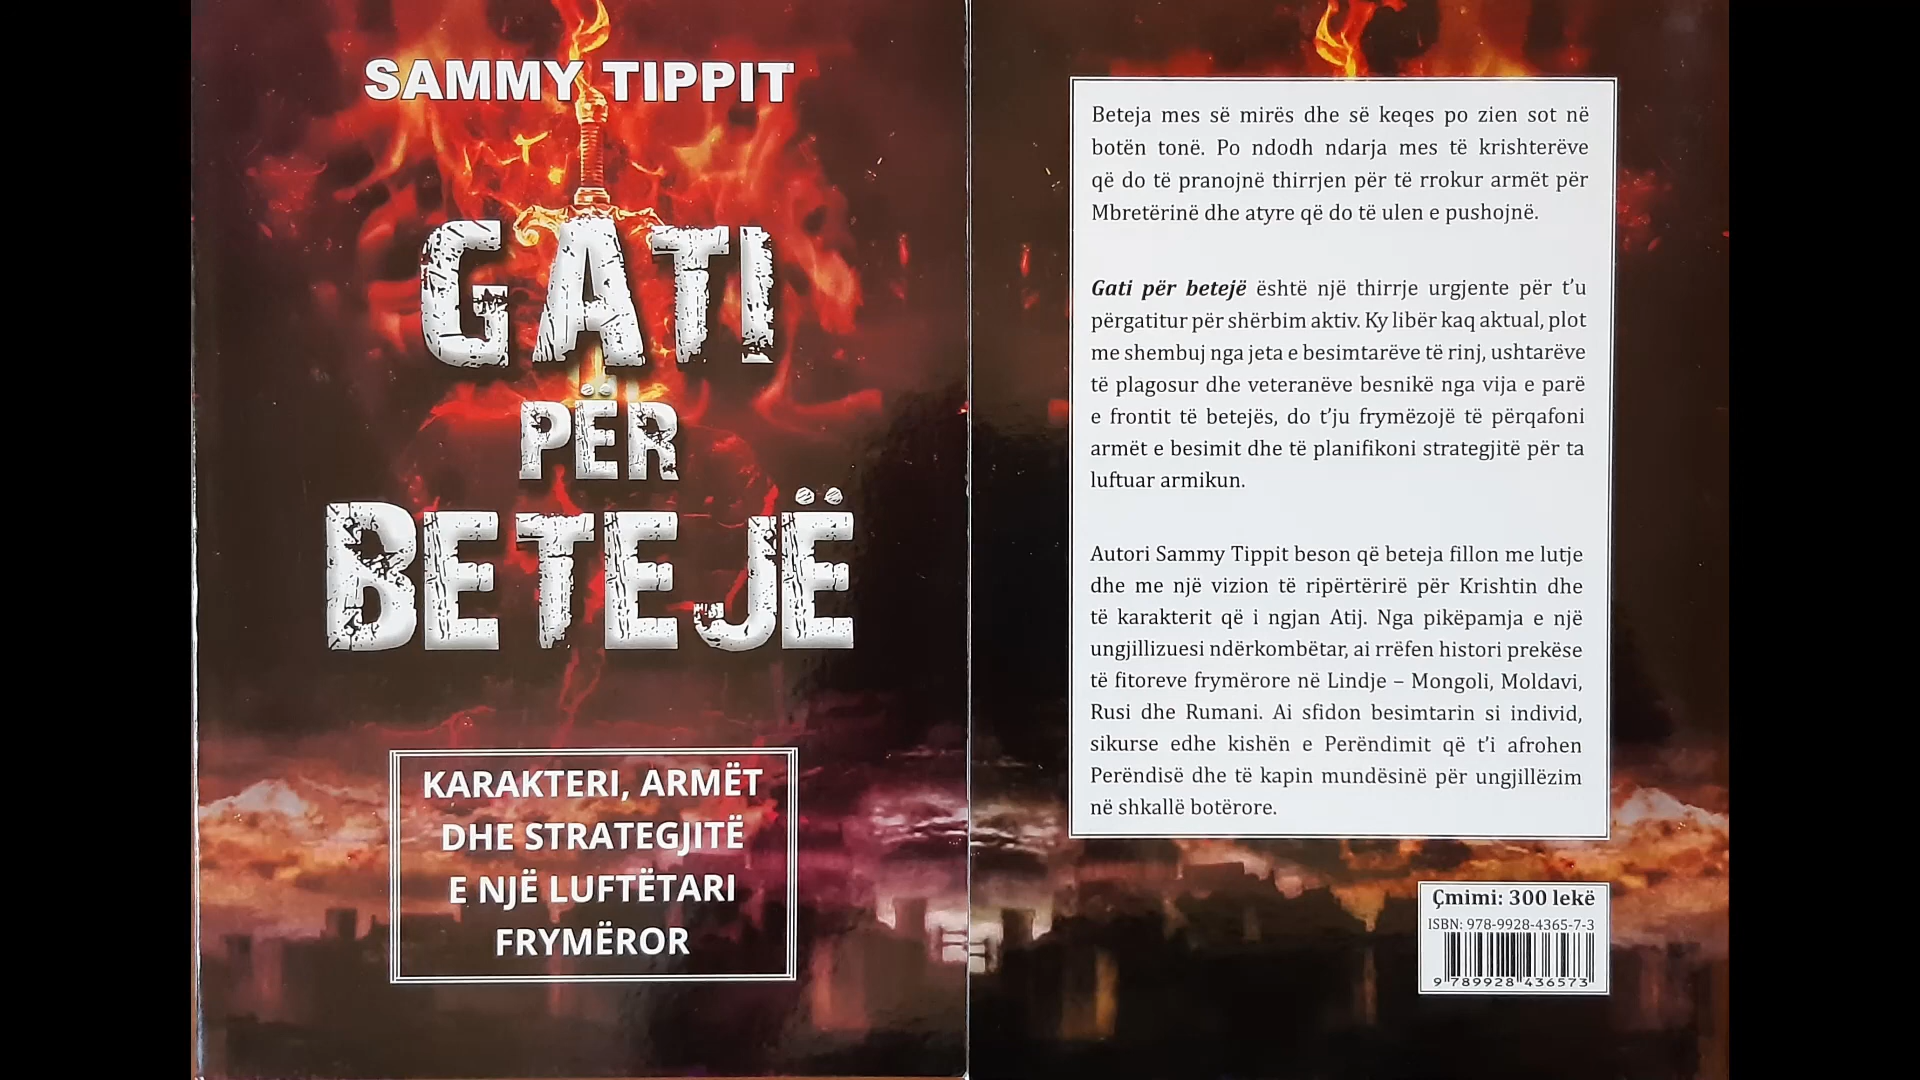 SAMMY TIPPIT
GATI
PËR
BETEJË
KARAKTERI, ARMËT
DHE STRATEGJITË
E NJË LUFTËTARI
FRYMËROR
Beteja mes së mirës dhe së keqes po zien sot në
botën tonë. Po ndodh ndarja mes të krishterëve
që do të pranojnë thirrjen për të rrokur armët për
Mbretërinë dhe atyre që do të ulen e pushojnë.
Gati për betejë është një thirrje urgjente për t’u
përgatitur për shërbim aktiv. Ky libër kaq aktual, plot
me shembuj nga jeta e besimtarëve të rinj, ushtarëve
të plagosur dhe veteranëve besnikë nga vija e parë
e frontit të betejës, do t’ju frymëzojë të përqafoni
armët e besimit dhe të planifikoni strategjitë për ta
luftuar armikun.
Autori Sammy Tippit beson që beteja fillon me lutje
dhe me një vizion të ripërtërirë për Krishtin dhe
të karakterit që i ngjan Atij. Nga pikëpamja e një
ungjillizuesi ndërkombëtar, ai rrëfen histori prekëse
të fitoreve frymërore në Lindje – Mongoli, Moldavi,
Rusi dhe Rumani. Ai sfidon besimtarin si individ,
sikurse edhe kishën e Perëndimit që t’i afrohen
Perëndisë dhe të kapin mundësinë për ungjillëzim
në shkallë botërore.
Çmimi: 300 lekë
ISBN: 978-9928-4365-7-3
9 789928 436573